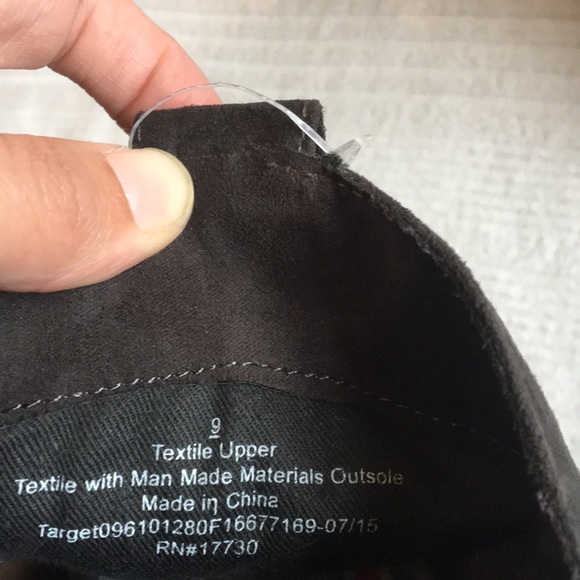 9
Textile Upper
Textile with Man Made Materials Outsole
Made in China
Target096101280F16677169-07/15
RN#17730